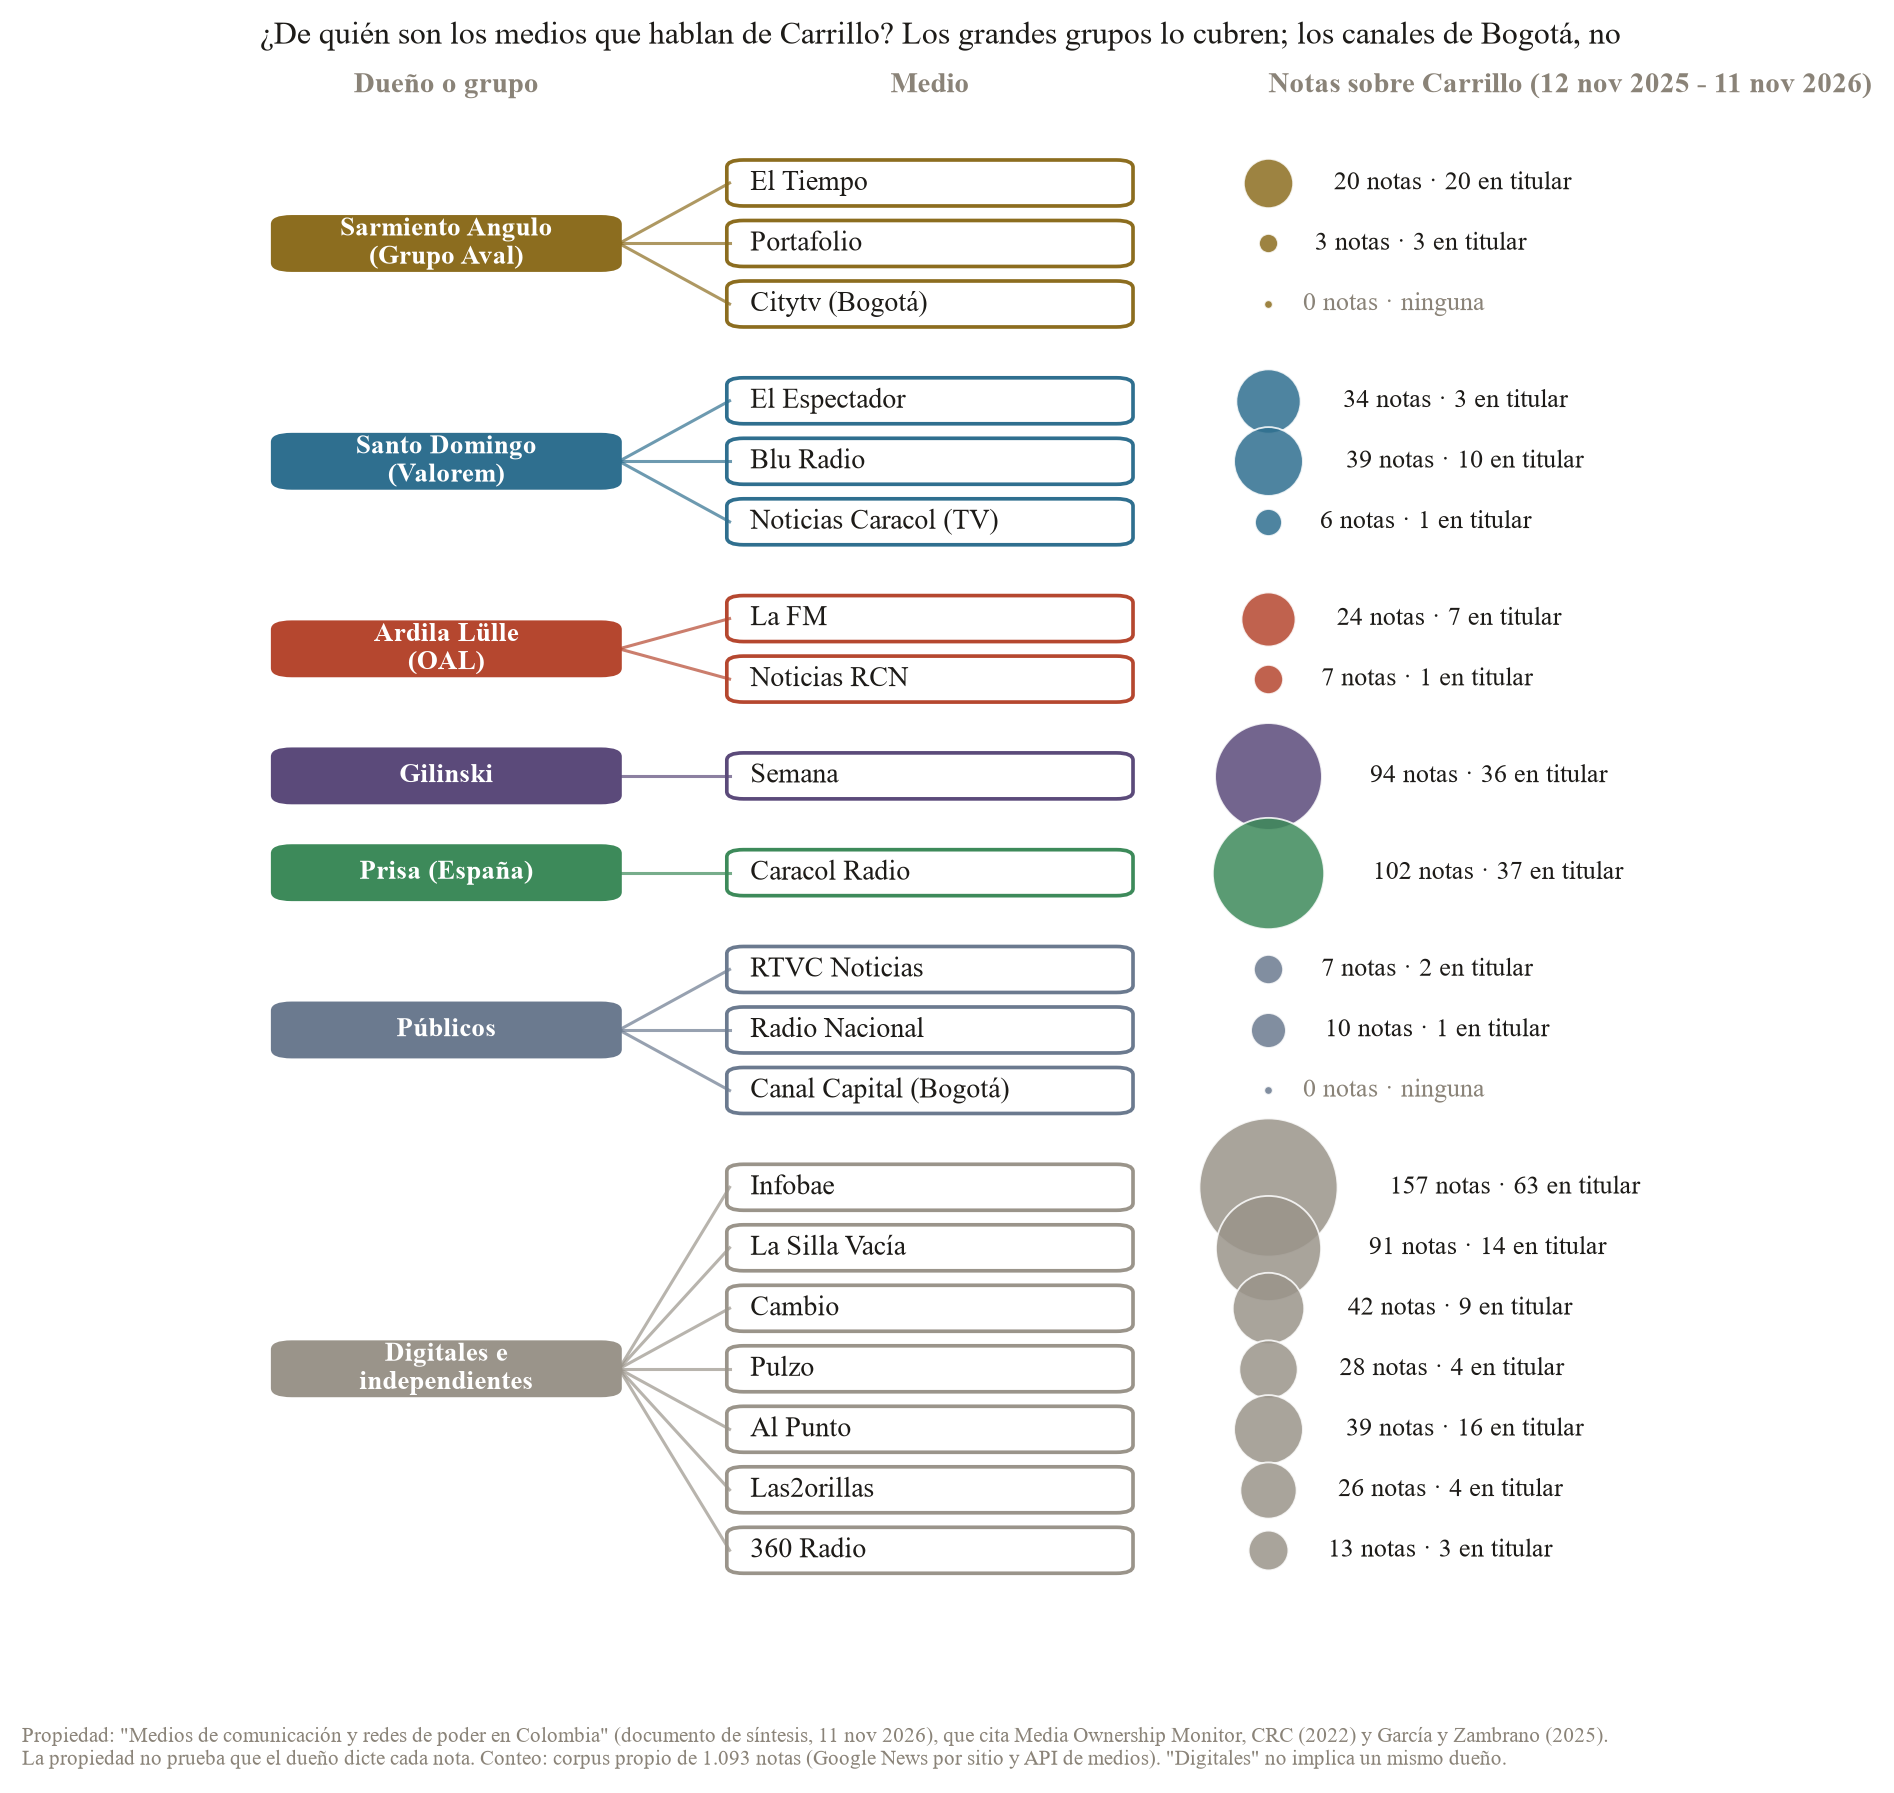 ¿De quién son los medios que hablan de Carrillo? Los grandes grupos lo cubren; los canales de Bogotá, no
Dueño o grupo
Medio
Notas sobre Carrillo (12 nov 2025 - 11 nov 2026)
Sarmiento Angulo
(Grupo Aval)
El Tiempo
20 notas · 20 en titular
Portafolio
3 notas · 3 en titular
Citytv (Bogotá)
0 notas · ninguna
Santo Domingo
(Valorem)
El Espectador
34 notas · 3 en titular
Blu Radio
39 notas · 10 en titular
Noticias Caracol (TV)
6 notas · 1 en titular
Ardila Lülle
(OAL)
La FM
24 notas · 7 en titular
Noticias RCN
7 notas · 1 en titular
Gilinski
Semana
94 notas · 36 en titular
Prisa (España)
Caracol Radio
102 notas · 37 en titular
Públicos
RTVC Noticias
7 notas · 2 en titular
Radio Nacional
10 notas · 1 en titular
Canal Capital (Bogotá)
0 notas · ninguna
Digitales e
independientes
Infobae
157 notas · 63 en titular
La Silla Vacía
91 notas · 14 en titular
Cambio
42 notas · 9 en titular
Pulzo
28 notas · 4 en titular
Al Punto
39 notas · 16 en titular
Las2orillas
26 notas · 4 en titular
360 Radio
13 notas · 3 en titular
Propiedad: "Medios de comunicación y redes de poder en Colombia" (documento de síntesis, 11 nov 2026), que cita Media Ownership Monitor, CRC (2022) y García y Zambrano (2025).
La propiedad no prueba que el dueño dicte cada nota. Conteo: corpus propio de 1.093 notas (Google News por sitio y API de medios). "Digitales" no implica un mismo dueño.